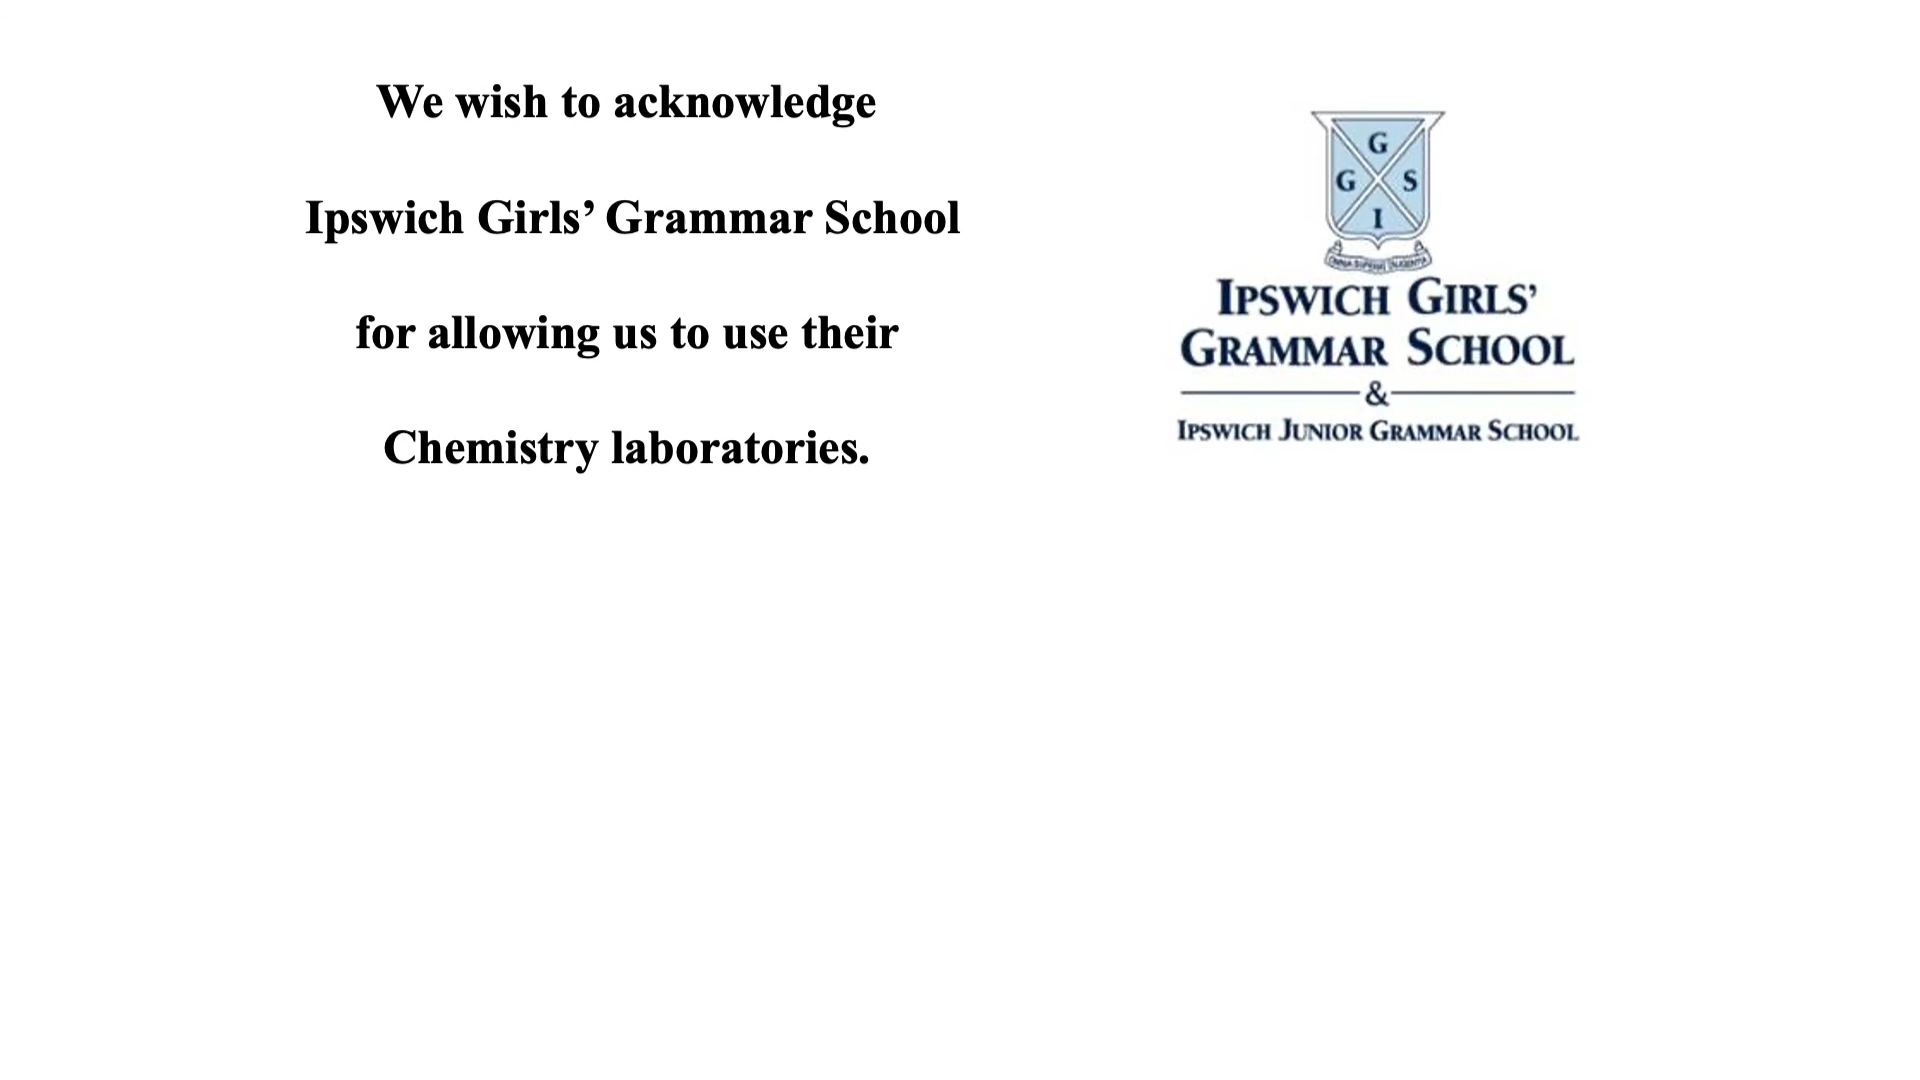 We wish to acknowledge
Ipswich Girls’ Grammar School
for allowing us to use their
Chemistry laboratories.
G
G S
I
IPSWICH GIRLS’
GRAMMAR SCHOOL
&
IPSWICH JUNIOR GRAMMAR SCHOOL